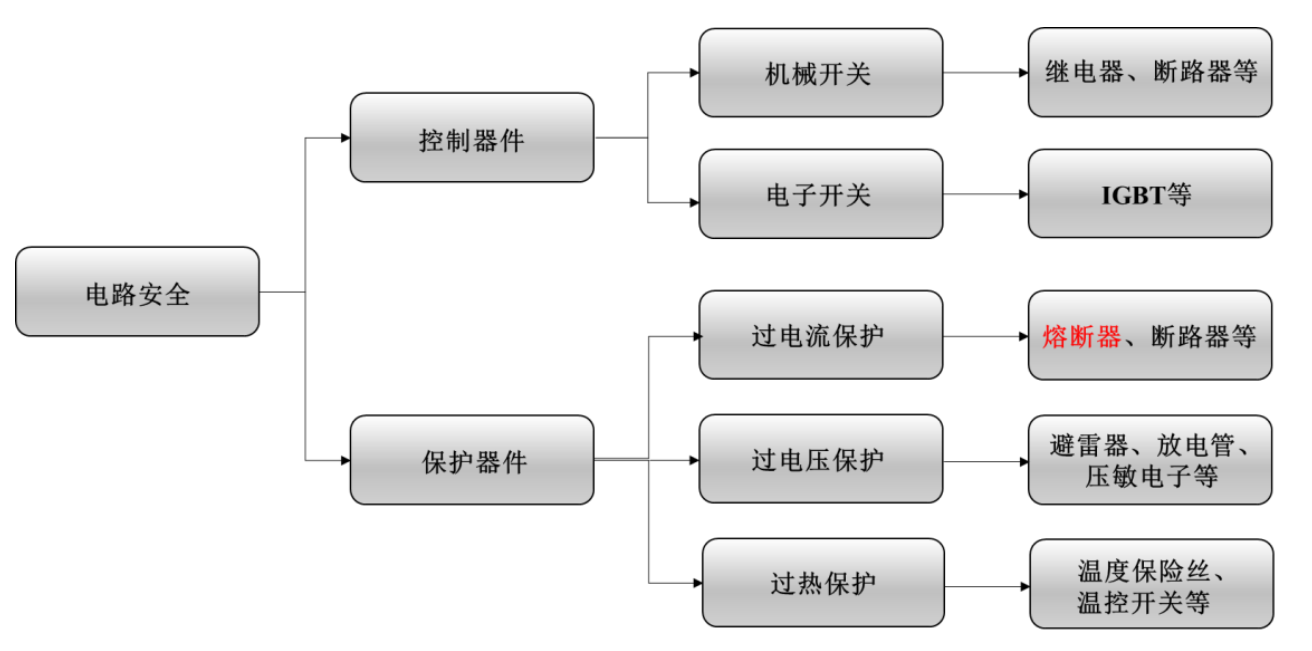 电路安全
控制器件
机械开关
继电器、断路器等
电子开关
IGBT等
保护器件
过电流保护
熔断器、断路器等
过电压保护
避雷器、放电管、
压敏电子等
过热保护
温度保险丝、
温控开关等